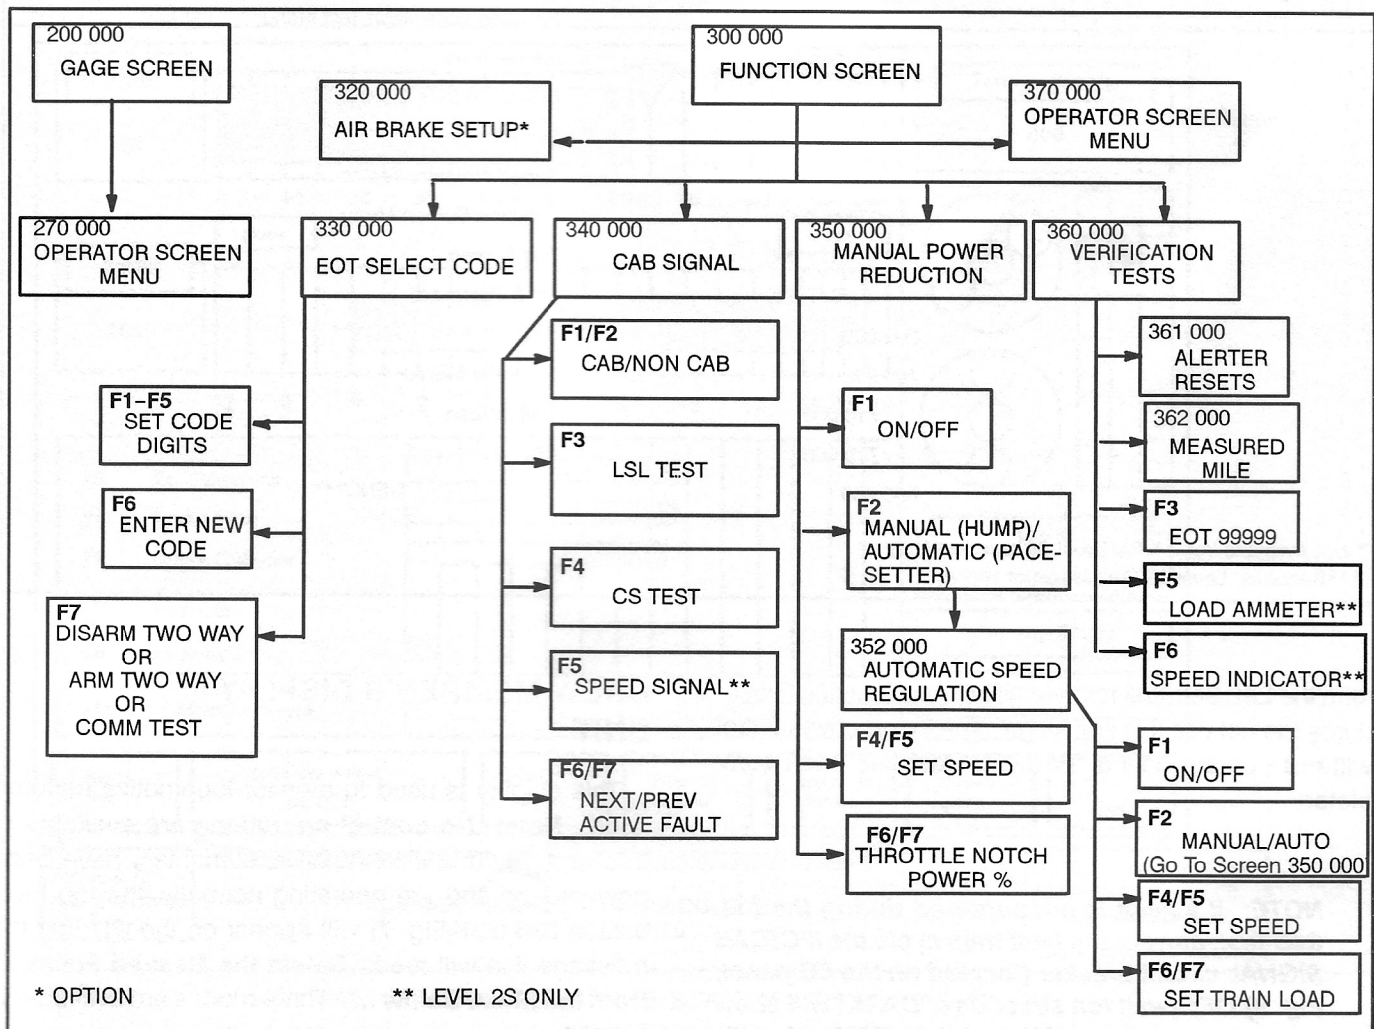 200 000
GAGE SCREEN
300 000
FUNCTION SCREEN
320 000
AIR BRAKE SETUP*
370 000
OPERATOR SCREEN
MENU
270 000
OPERATOR SCREEN
MENU
330 000
EOT SELECT CODE
340 000
CAB SIGNAL
350 000
MANUAL POWER
REDUCTION
360 000
VERIFICATION
TESTS
F1–F5
SET CODE
DIGITS
F6
ENTER NEW
CODE
F7
DISARM TWO WAY
OR
ARM TWO WAY
OR
COMM TEST
F1/F2
CAB/NON CAB
F3
LSL TEST
F4
CS TEST
F5
SPEED SIGNAL**
F6/F7
NEXT/PREV
ACTIVE FAULT
F1
ON/OFF
F2
MANUAL (HUMP)/
AUTOMATIC (PACE-
SETTER)
352 000
AUTOMATIC SPEED
REGULATION
F4/F5
SET SPEED
F6/F7
THROTTLE NOTCH
POWER %
361 000
ALERTER
RESETS
362 000
MEASURED
MILE
F3
EOT 99999
F5
LOAD AMMETER**
F6
SPEED INDICATOR**
F1
ON/OFF
F2
MANUAL/AUTO
(Go To Screen 350 000)
F4/F5
SET SPEED
F6/F7
SET TRAIN LOAD
* OPTION
** LEVEL 2S ONLY